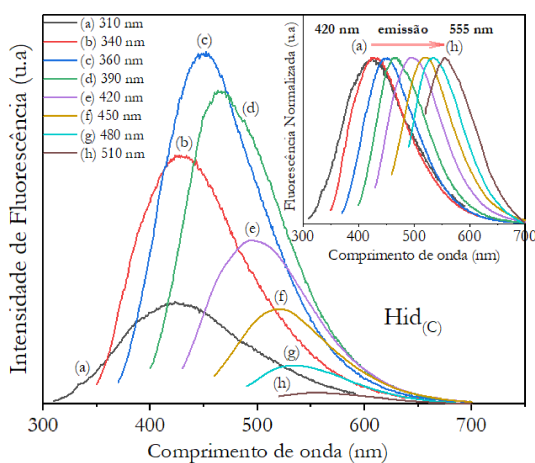 Intensidade de Fluorescência (u.a)
(a) 310 nm
(b) 340 nm
(c) 360 nm
(d) 390 nm
(e) 420 nm
(f) 450 nm
(g) 480 nm
(h) 510 nm
(a)
(b)
(c)
(d)
(e)
(f)
(g)
(h)
Hid(C)
300 400 500 600 700
Comprimento de onda (nm)
420 nm emissão 555 nm
(a) (h)
Fluorescência Normalizada (u.a)
300 400 500 600 700
Comprimento de onda (nm)